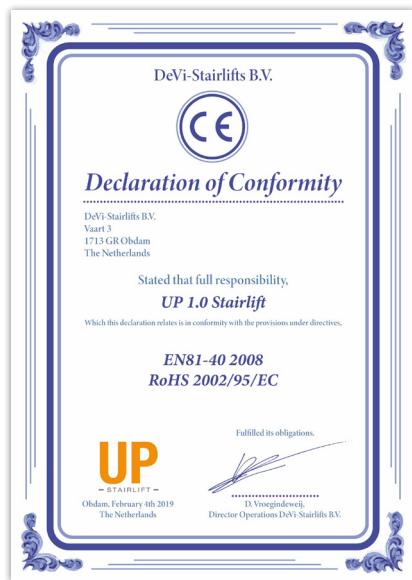 DeVi-Stairlifts B.V.
CE
Declaration of Conformity
DeVi-Stairlifts B.V.
Vaart 3
1713 GR Obdam
The Netherlands
Stated that full responsibility,
UP 1.0 Stairlift
Which this declaration relates is in conformity with the provisions under directives,
EN81-40 2008
RoHS 2002/95/EC
Fulfilled its obligations.
UP
STAIRLIFT
Obdam, February 4th 2019
The Netherlands
D. Vroegindeweij,
Director Operations DeVi-Stairlifts B.V.